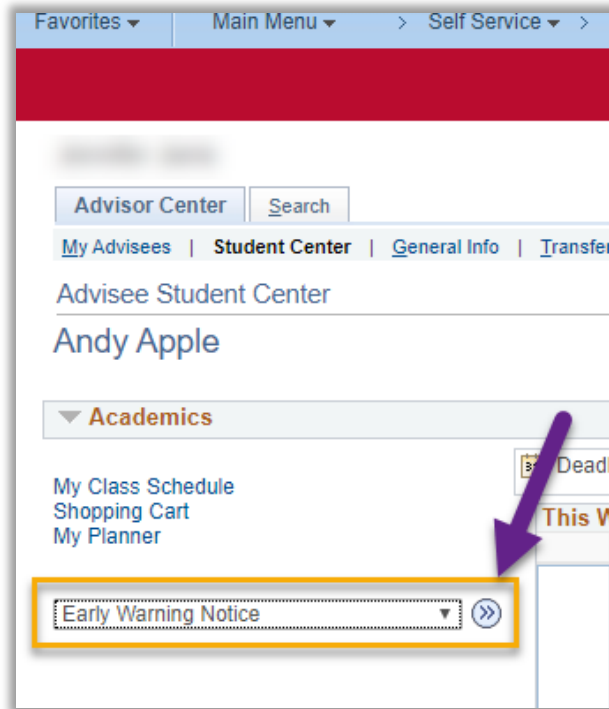 Favorites Main Menu > Self Service >
Advisor Center Search
My Advisees | Student Center | General Info | Transfer
Advisee Student Center
Andy Apple
Academics
My Class Schedule
Shopping Cart
My Planner
This W
Early Warning Notice